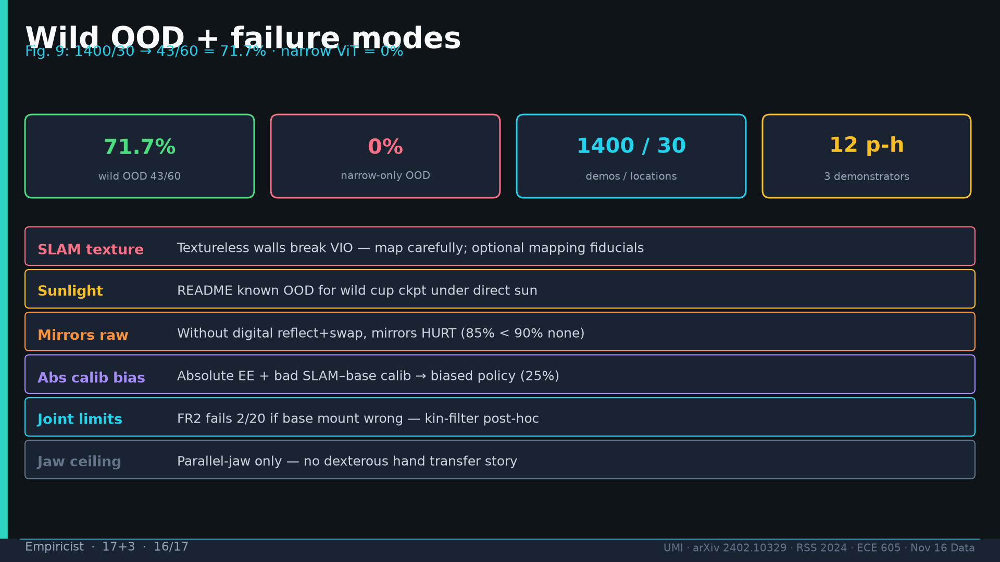 Wild OOD + failure modes
Fig. 9: 1400/30 → 43/60 = 71.7% · narrow ViT = 0%
71.7%
wild OOD 43/60
0%
narrow-only OOD
1400 / 30
demos / locations
12 p-h
3 demonstrators
SLAM texture
Textureless walls break VIO — map carefully; optional mapping fiducials
Sunlight
README known OOD for wild cup ckpt under direct sun
Mirrors raw
Without digital reflect+swap, mirrors HURT (85% < 90% none)
Abs calib bias
Absolute EE + bad SLAM–base calib → biased policy (25%)
Joint limits
FR2 fails 2/20 if base mount wrong — kin-filter post-hoc
Jaw ceiling
Parallel-jaw only — no dexterous hand transfer story
Empiricist · 17+3 · 16/17
UMI · arXiv 2402.10329 · RSS 2024 · ECE 605 · Nov 16 Data